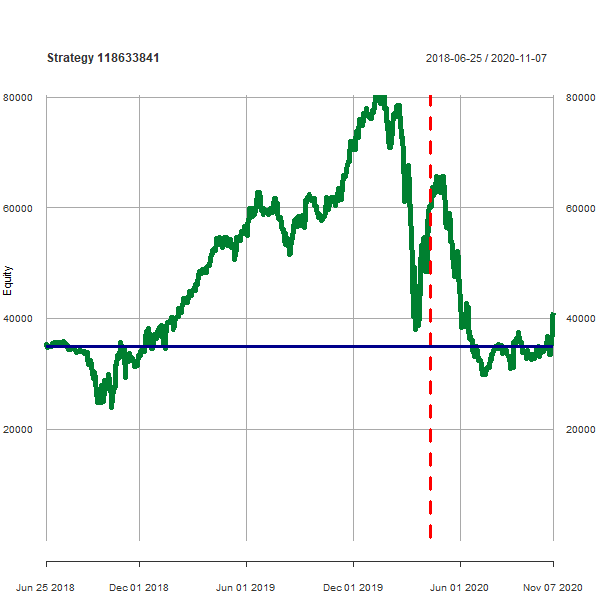 Strategy 118633841 2018-06-25 / 2020-11-07
80000 80000
60000 60000
Equity
40000 40000
20000 20000
Jun 25 2018 Dec 01 2018 Jun 01 2019 Dec 01 2019 Jun 01 2020 Nov 07 2020